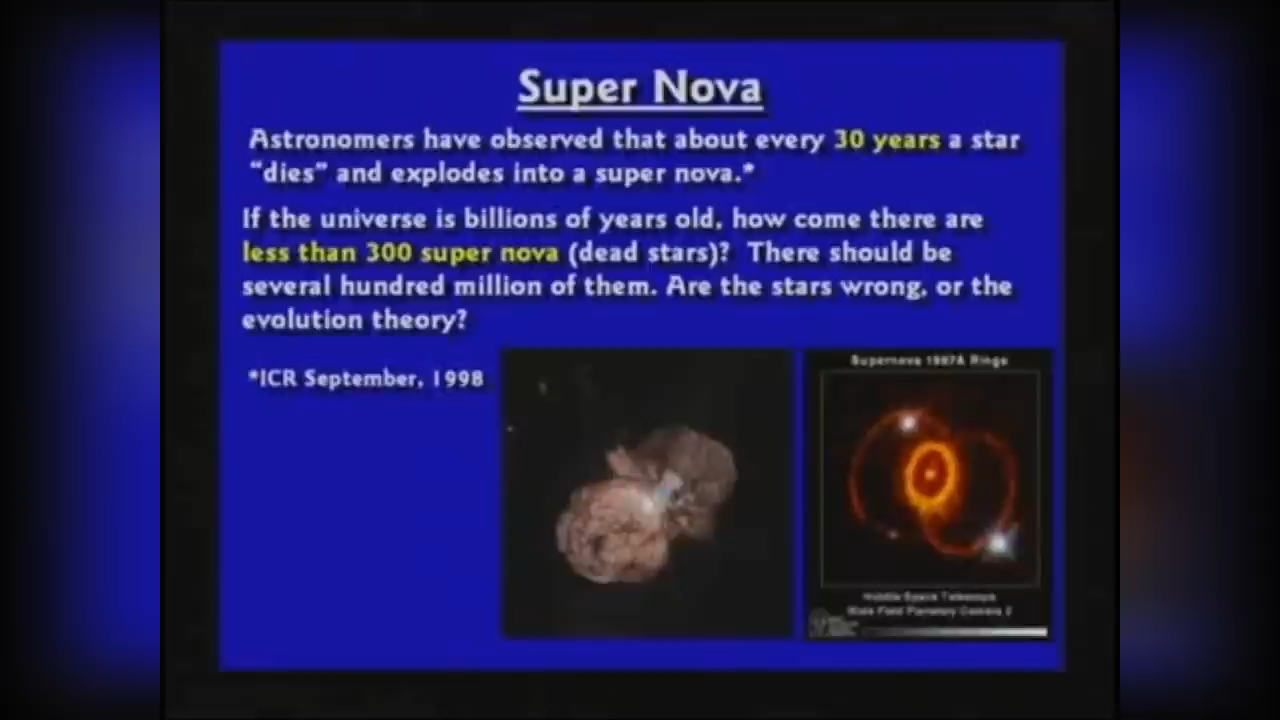 Super Nova
Astronomers have observed that about every 30 years a star
"dies" and explodes into a super nova.*
If the universe is billions of years old, how come there are
less than 300 super nova (dead stars)? There should be
several hundred million of them. Are the stars wrong, or the
evolution theory?
*ICR September, 1998
Supernova 1987A Rings
Hubble Space Telescope
Wide Field Planetary Camera 2